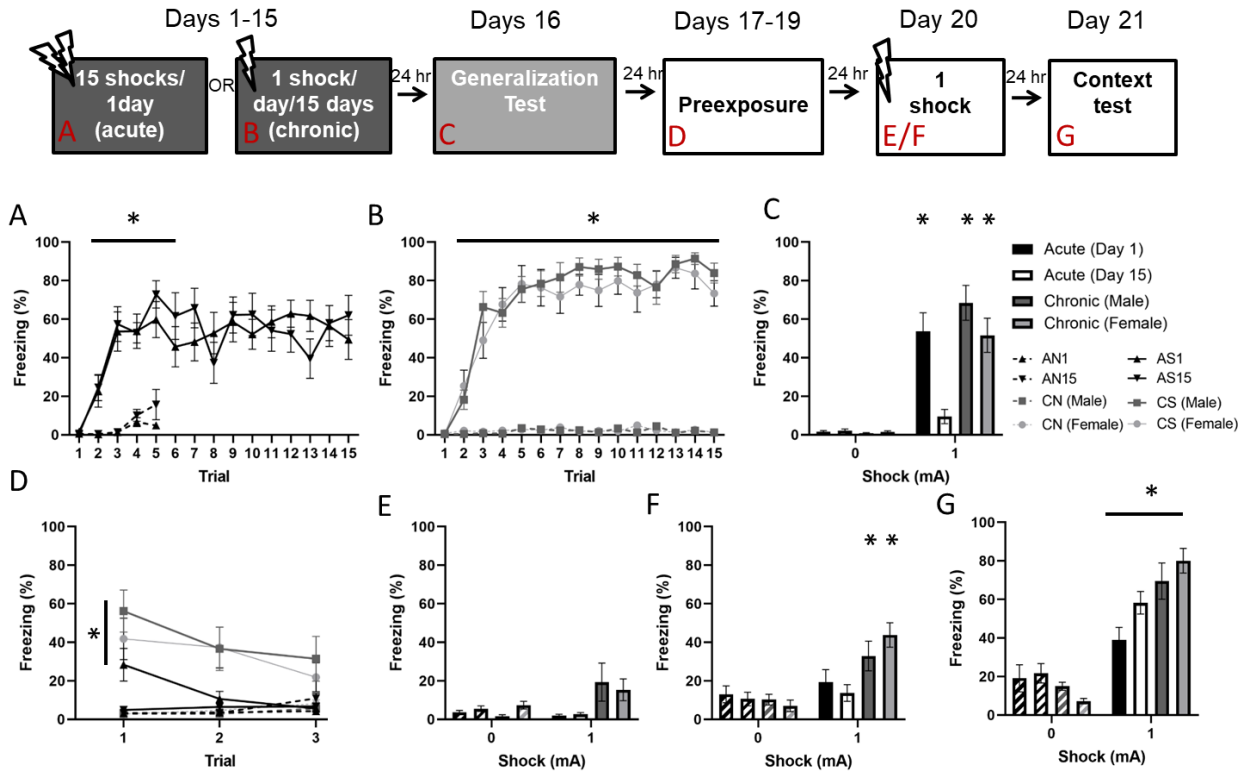 Days 1-15
Days 16
Days 17-19
Day 20
Day 21
15 shocks/
1day
(acute)
A
OR
1 shock/
day/15 days
(chronic)
B
24 hr
Generalization
Test
C
24 hr
Preexposure
D
24 hr
1
shock
E/F
24 hr
Context
test
G
A
*
Freezing (%)
100
80
60
40
20
0
1 2 3 4 5 6 7 8 9 10 11 12 13 14 15
Trial
B
*
Freezing (%)
100
80
60
40
20
0
1 2 3 4 5 6 7 8 9 10 11 12 13 14 15
Trial
C
* * *
Freezing (%)
100
80
60
40
20
0
0 1
Shock (mA)
Acute (Day 1)
Acute (Day 15)
Chronic (Male)
Chronic (Female)
AN1 AS1
AN15 AS15
CN (Male) CS (Male)
CN (Female) CS (Female)
D
*
Freezing (%)
100
80
60
40
20
0
1 2 3
Trial
E
Freezing (%)
100
80
60
40
20
0
0 1
Shock (mA)
F
* *
Freezing (%)
100
80
60
40
20
0
0 1
Shock (mA)
G
*
Freezing (%)
100
80
60
40
20
0
0 1
Shock (mA)